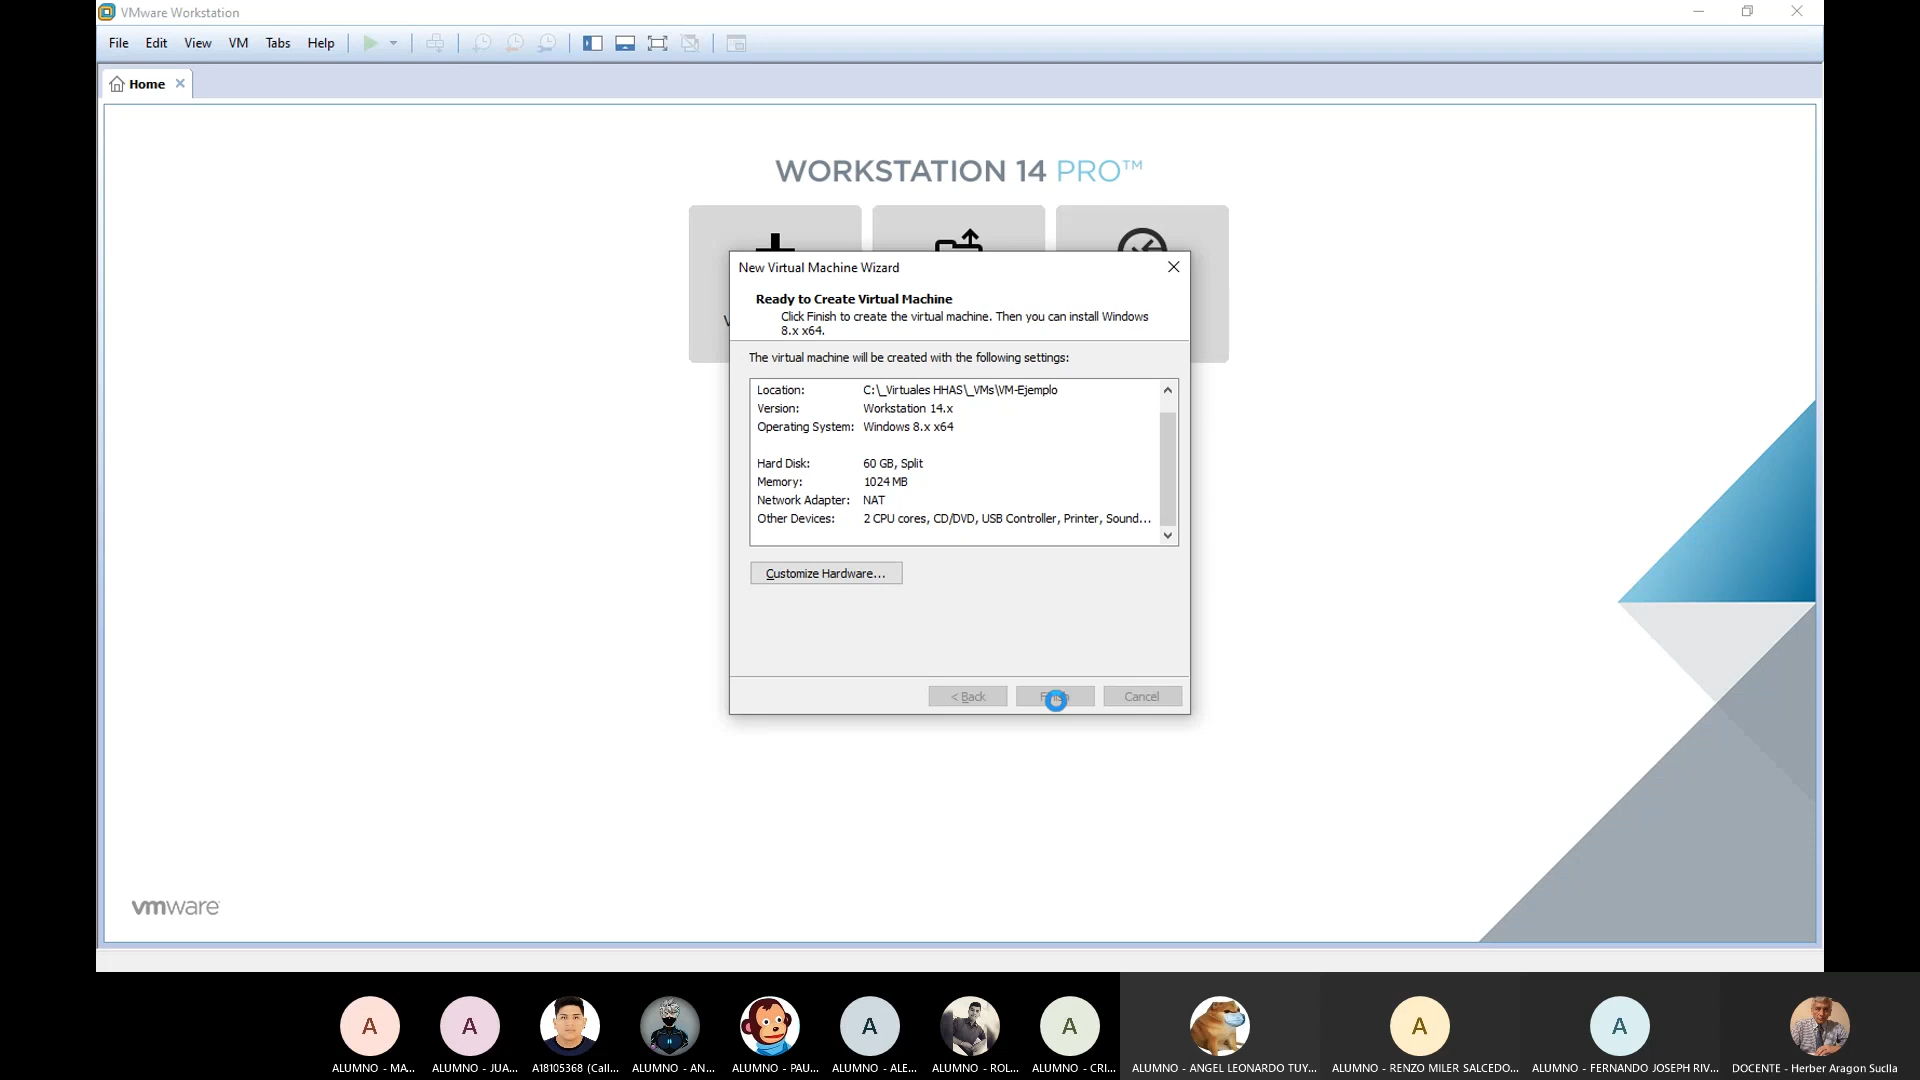 VMware Workstation
File Edit View VM Tabs Help
Home
WORKSTATION 14 PRO™
New Virtual Machine Wizard
Ready to Create Virtual Machine
Click Finish to create the virtual machine. Then you can install Windows
8.x x64.
The virtual machine will be created with the following settings:
Location: C:\_Virtuales HHAS\_VMs\VM-Ejemplo
Version: Workstation 14.x
Operating System: Windows 8.x x64
Hard Disk: 60 GB, Split
Memory: 1024 MB
Network Adapter: NAT
Other Devices: 2 CPU cores, CD/DVD, USB Controller, Printer, Sound...
Customize Hardware...
< Back Finish Cancel
vmware
A A A A A A
ALUMNO - MA... ALUMNO - JUA... A18105368 (Call... ALUMNO - AN... ALUMNO - PAU... ALUMNO - ALE... ALUMNO - ROL... ALUMNO - CRI... ALUMNO - ANGEL LEONARDO TUY... ALUMNO - RENZO MILER SALCEDO... ALUMNO - FERNANDO JOSEPH RIV... DOCENTE - Herber Aragon Suclla